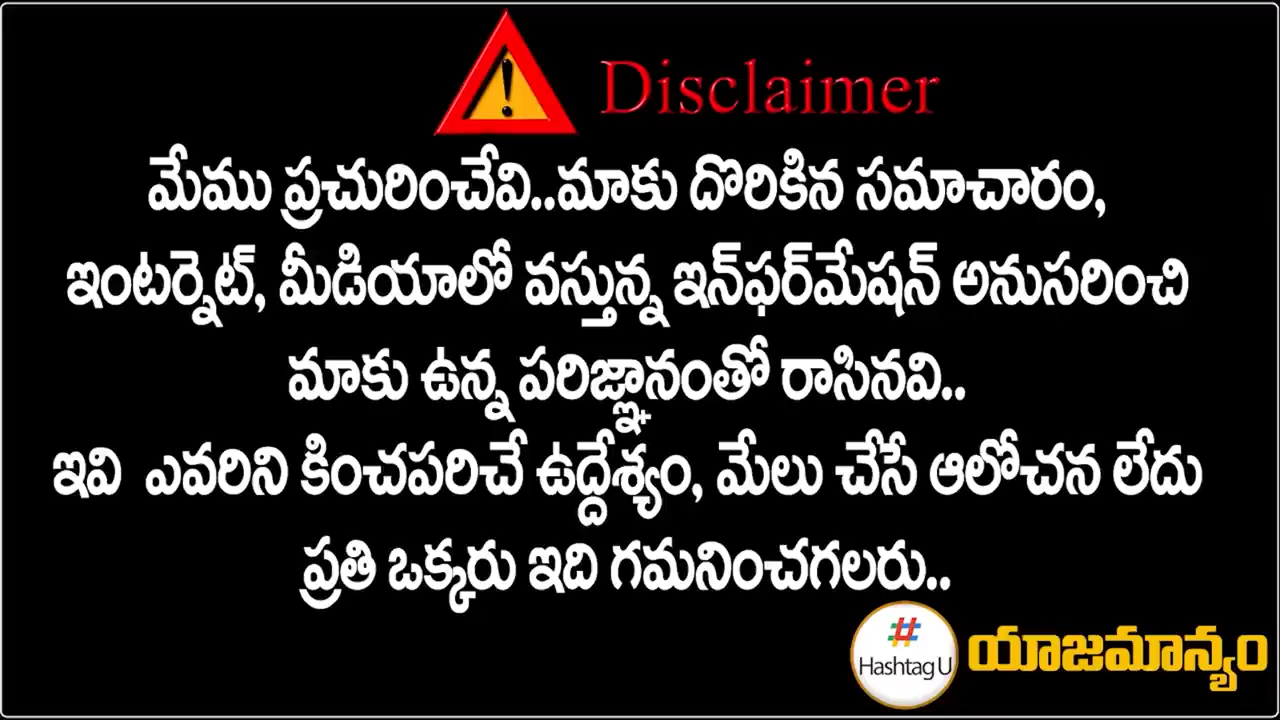 Disclaimer
మేము ప్రచురించేవి..మాకు దొరికిన సమాచారం,
ఇంటర్నెట్, మీడియాలో వస్తున్న ఇన్‌ఫర్‌మేషన్ అనుసరించి
మాకు ఉన్న పరిజ్ఞానంతో రాసినవి..
ఇవి ఎవరిని కించపరిచే ఉద్దేశ్యం, మేలు చేసే ఆలోచన లేదు
ప్రతి ఒక్కరు ఇది గమనించగలరు..
#
Hashtag U
యాజమాన్యం